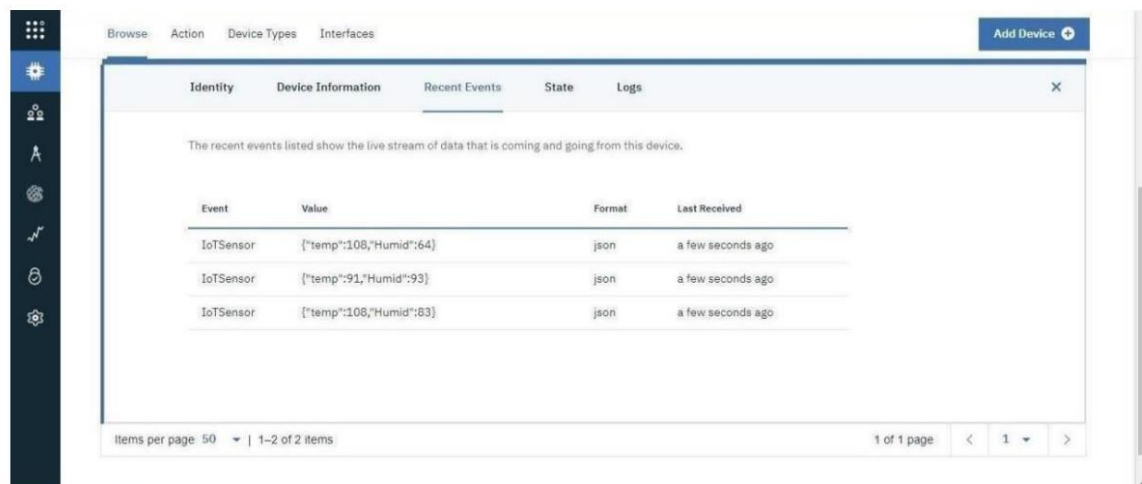 Browse Action Device Types Interfaces Add Device
Identity Device Information Recent Events State Logs
The recent events listed show the live stream of data that is coming and going from this device.
Event Value Format Last Received
IoTSensor {"temp":108,"Humid":64} json a few seconds ago
IoTSensor {"temp":91,"Humid":93} json a few seconds ago
IoTSensor {"temp":108,"Humid":83} json a few seconds ago
Items per page 50 | 1–2 of 2 items 1 of 1 page < 1 >